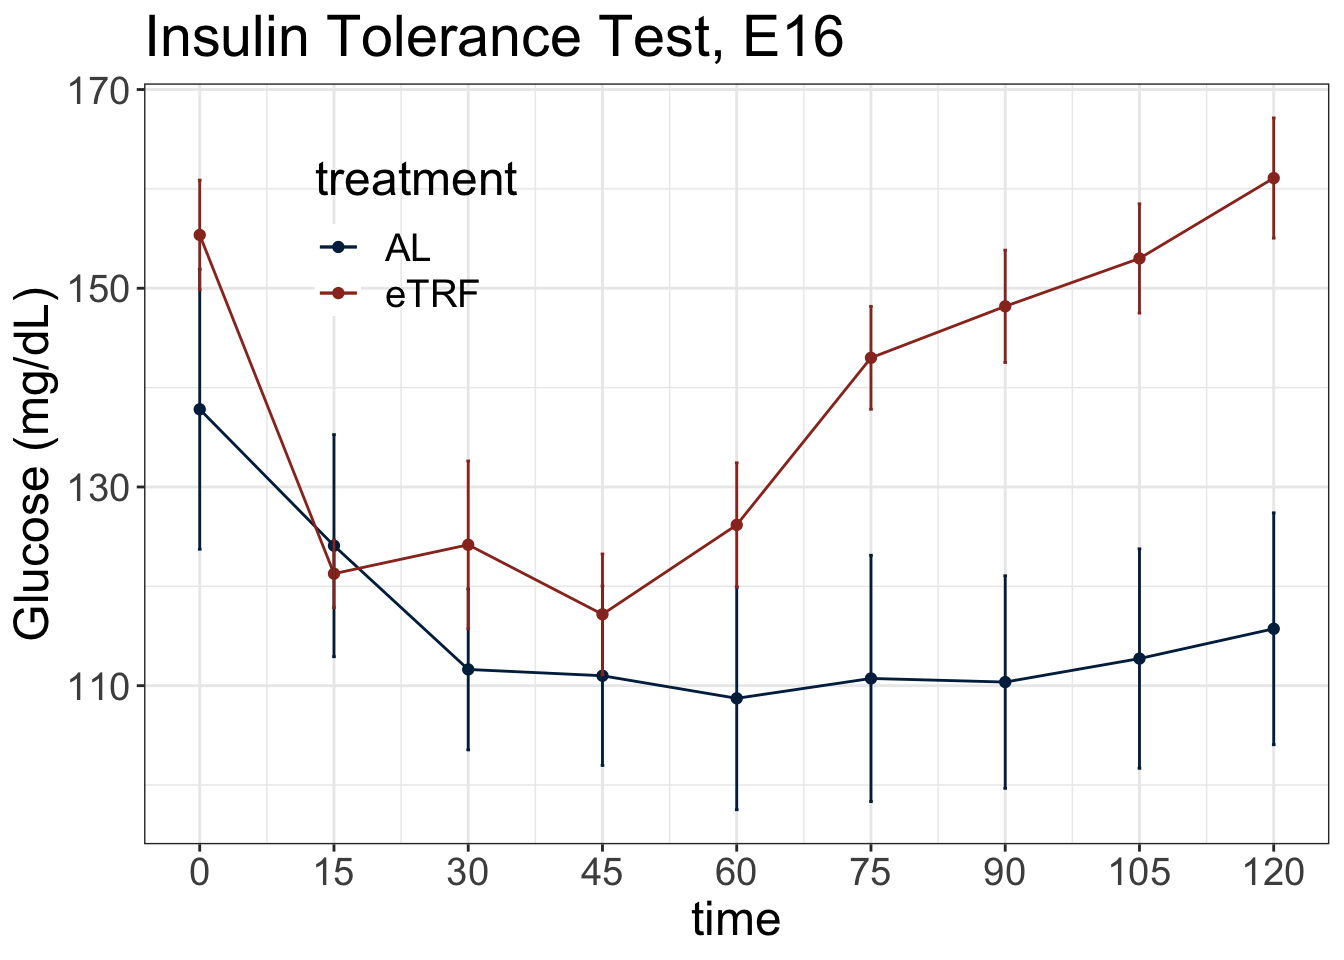 Insulin Tolerance Test, E16
Glucose (mg/dL)
170
150
130
110
treatment
AL
eTRF
0 15 30 45 60 75 90 105 120
time